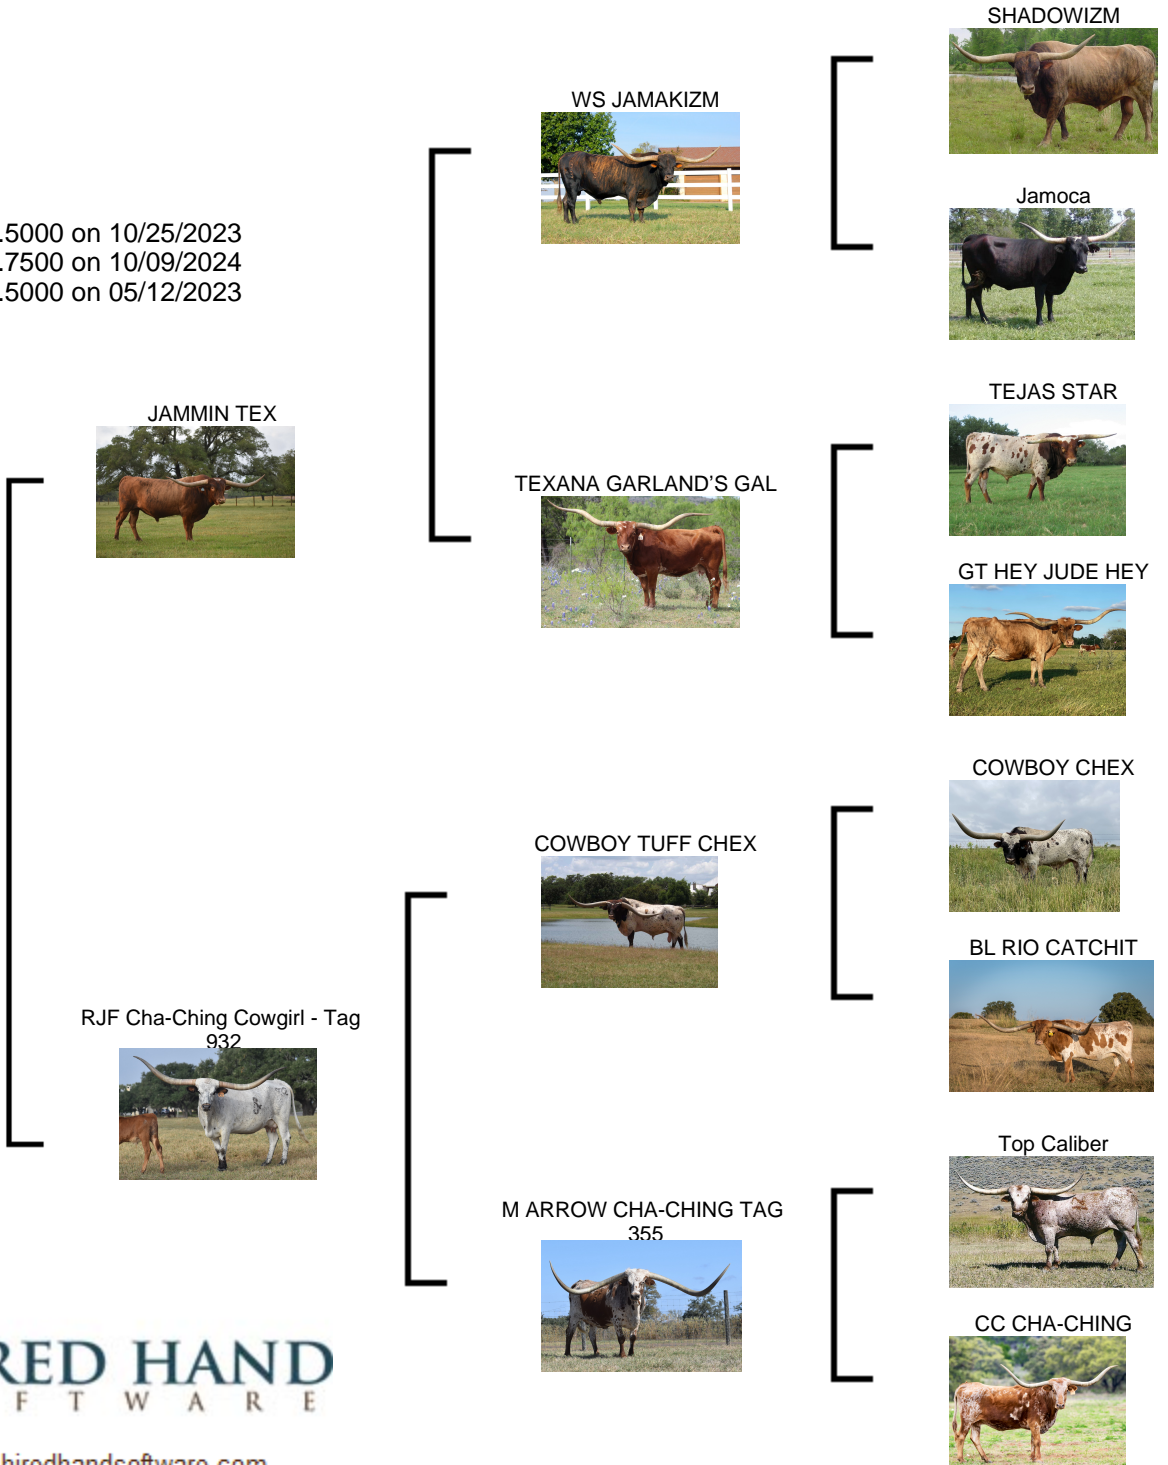 SHADOWIZM
WS JAMAKIZM
Jamoca
.5000 on 10/25/2023
.7500 on 10/09/2024
.5000 on 05/12/2023
TEJAS STAR
JAMMIN TEX
TEXANA GARLAND'S GAL
GT HEY JUDE HEY
COWBOY CHEX
COWBOY TUFF CHEX
BL RIO CATCHIT
RJF Cha-Ching Cowgirl - Tag
932
Top Caliber
M ARROW CHA-CHING TAG
355
CC CHA-CHING
RED HAND
F T W A R E
hiredhandsoftware.com